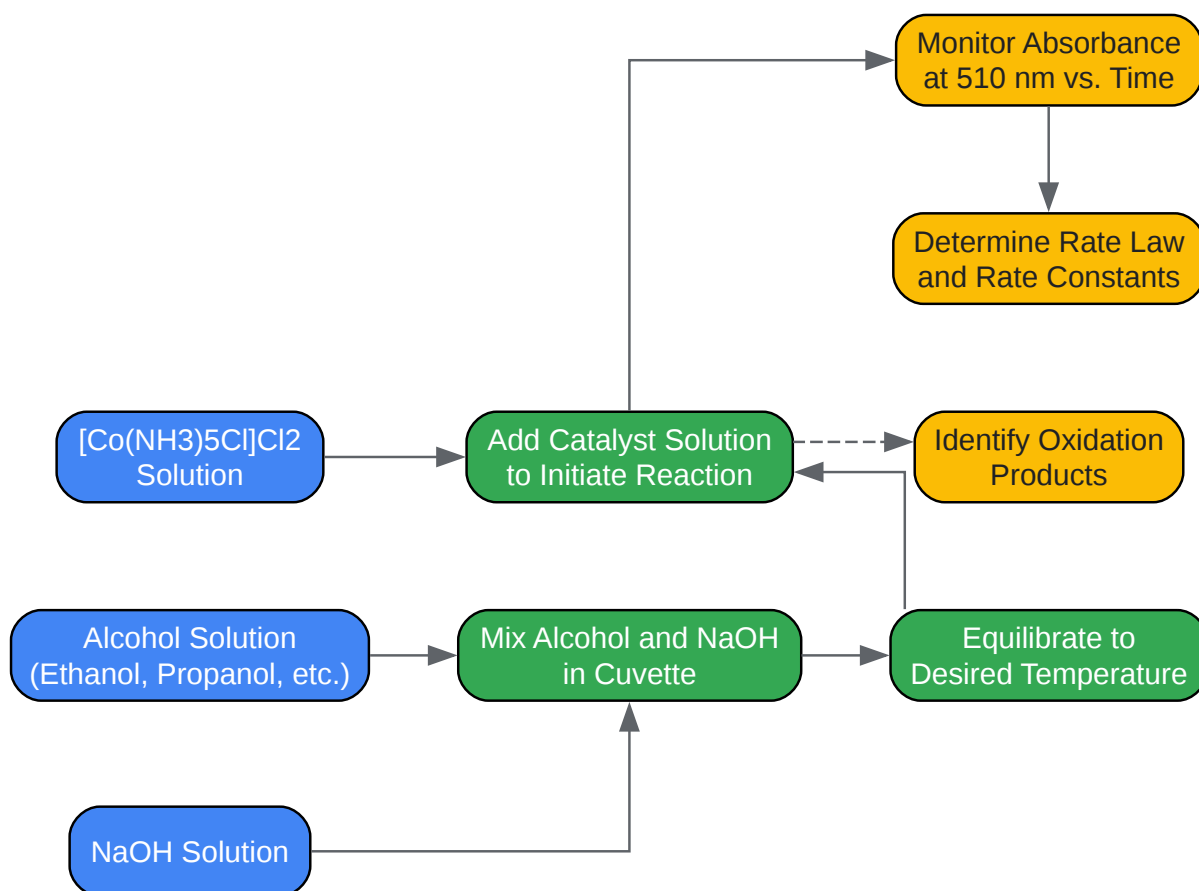 Monitor Absorbance
at 510 nm vs. Time
Determine Rate Law
and Rate Constants
[Co(NH3)5Cl]Cl2
Solution
Add Catalyst Solution
to Initiate Reaction
Identify Oxidation
Products
Alcohol Solution
(Ethanol, Propanol, etc.)
Mix Alcohol and NaOH
in Cuvette
Equilibrate to
Desired Temperature
NaOH Solution